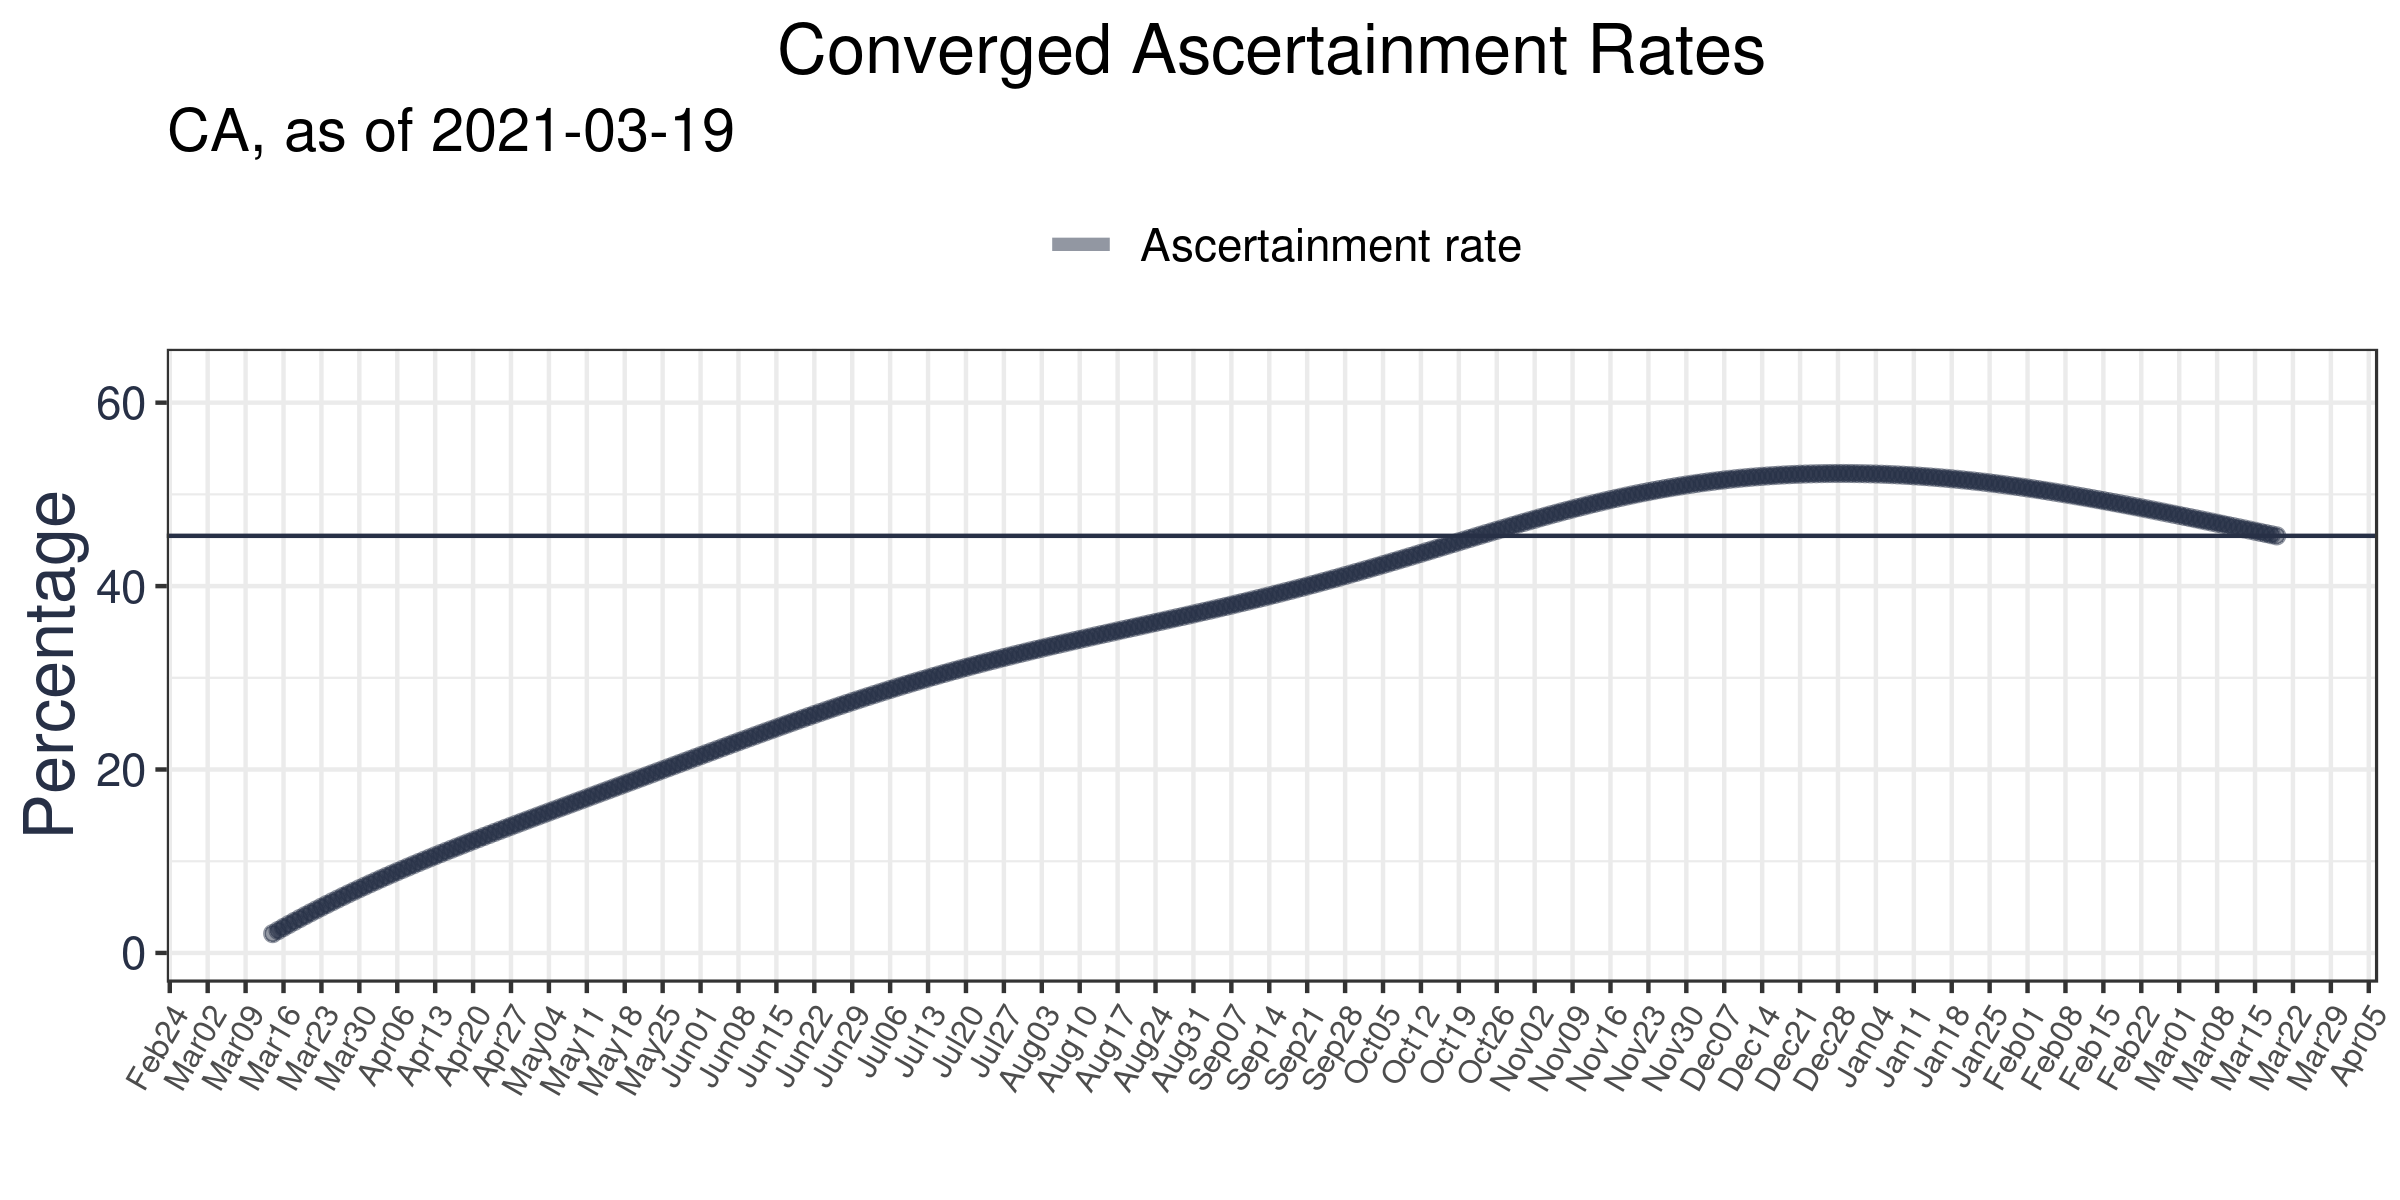 Converged Ascertainment Rates
CA, as of 2021-03-19
Ascertainment rate
Percentage
60
40
20
0
Feb24
Mar02
Mar09
Mar16
Mar23
Mar30
Apr06
Apr13
Apr20
Apr27
May04
May11
May18
May25
Jun01
Jun08
Jun15
Jun22
Jun29
Jul06
Jul13
Jul20
Jul27
Aug03
Aug10
Aug17
Aug24
Aug31
Sep07
Sep14
Sep21
Sep28
Oct05
Oct12
Oct19
Oct26
Nov02
Nov09
Nov16
Nov23
Nov30
Dec07
Dec14
Dec21
Dec28
Jan04
Jan11
Jan18
Jan25
Feb01
Feb08
Feb15
Feb22
Mar01
Mar08
Mar15
Mar22
Mar29
Apr05